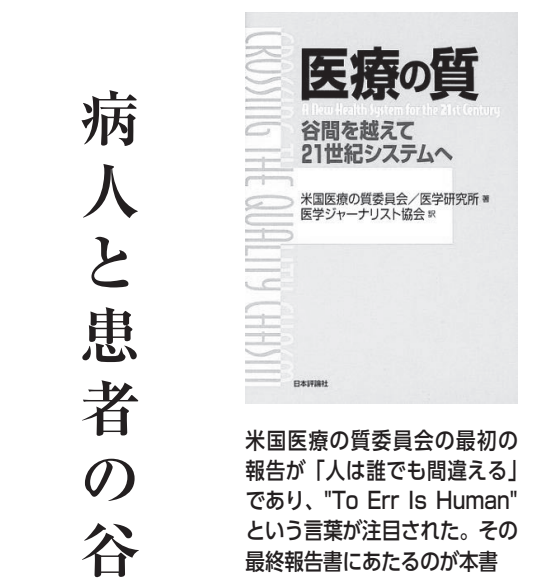 病人と患者の谷
CROSSING THE QUALITY CHASM
医療の質
A New Health System for the 21st Century
谷間を越えて
21世紀システムへ
米国医療の質委員会／医学研究所 著
医学ジャーナリスト協会 訳
日本評論社
米国医療の質委員会の最初の
報告が「人は誰でも間違える」
であり、"To Err Is Human"
という言葉が注目された。その
最終報告書にあたるのが本書